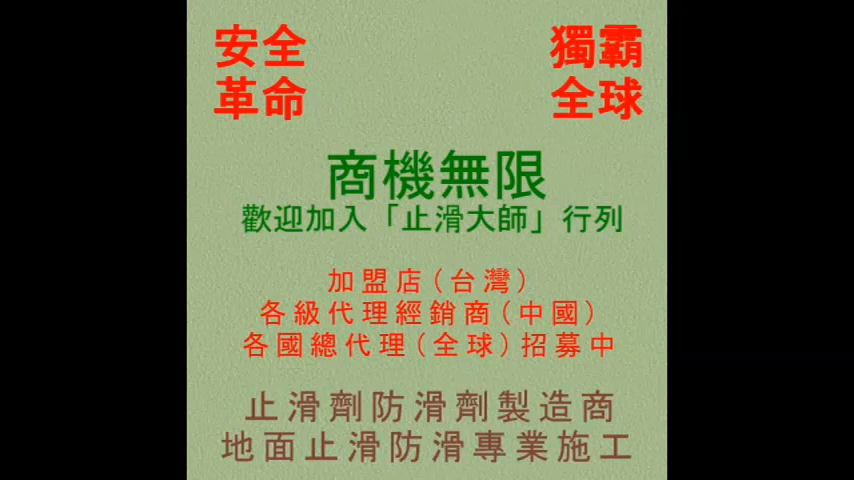 安全 獨霸
革命 全球
商機無限
歡迎加入「止滑大師」行列
加盟店(台灣)
各級代理經銷商(中國)
各國總代理(全球)招募中
止滑劑防滑劑製造商
地面止滑防滑專業施工